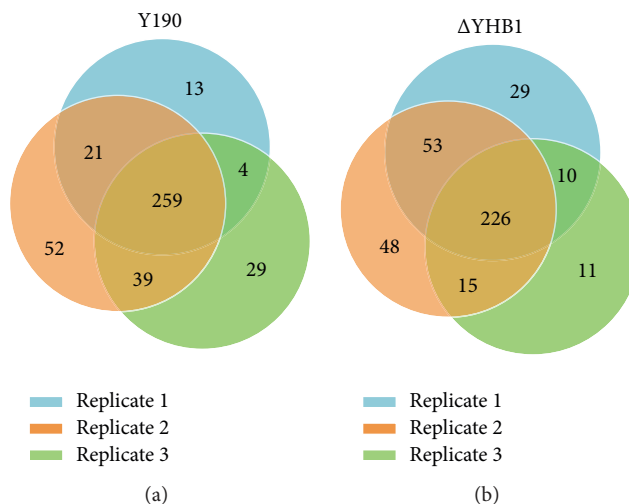 Y190
13
21
4
259
52
39
29
Replicate 1
Replicate 2
Replicate 3
(a)
ΔYHB1
29
53
10
226
48
15
11
Replicate 1
Replicate 2
Replicate 3
(b)